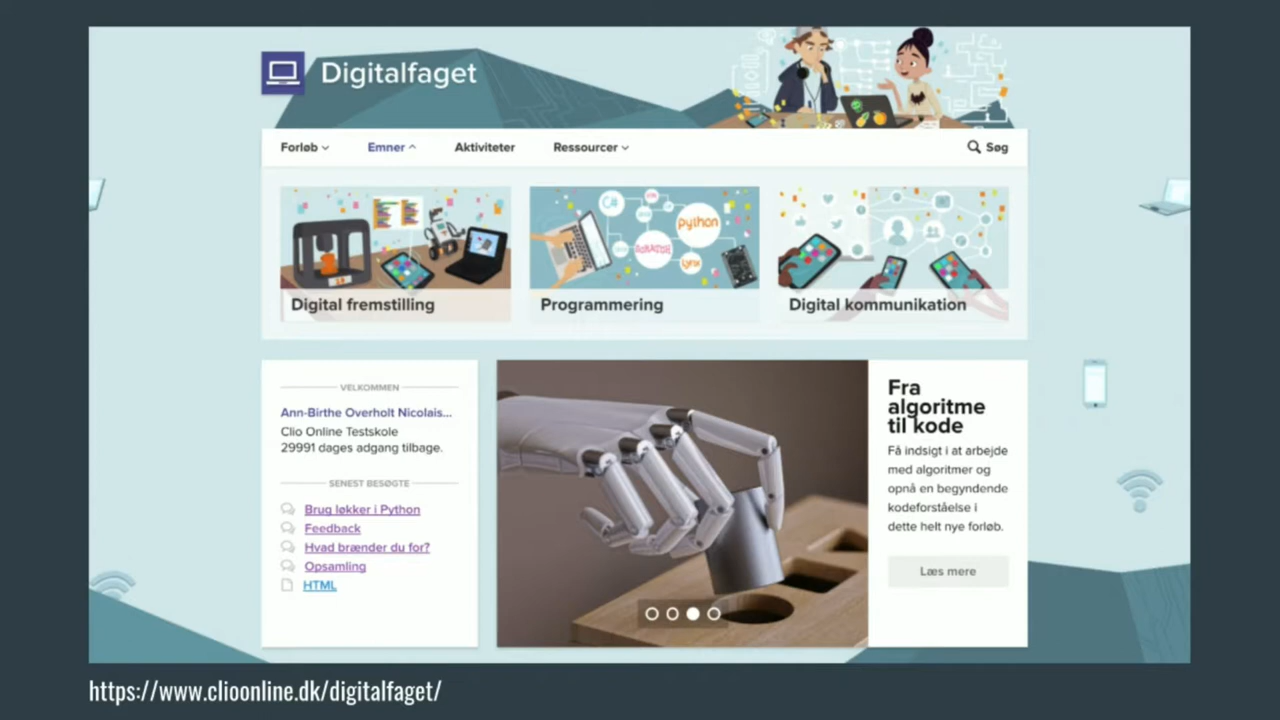 Digitalfaget
Forløb
Emner
Aktiviteter
Ressourcer
Søg
C#
python
SCRATCH
Lynx
Digital fremstilling
Programmering
Digital kommunikation
VELKOMMEN
Ann-Birthe Overholt Nicolais...
Clio Online Testskole
29991 dages adgang tilbage.
SENEST BESØGTE
Brug løkker i Python
Feedback
Hvad brænder du for?
Opsamling
HTML
Fra
algoritme
til kode
Få indsigt i at arbejde
med algoritmer og
opnå en begyndende
kodeforståelse i
dette helt nye forløb.
Læs mere
https://www.clioonline.dk/digitalfaget/